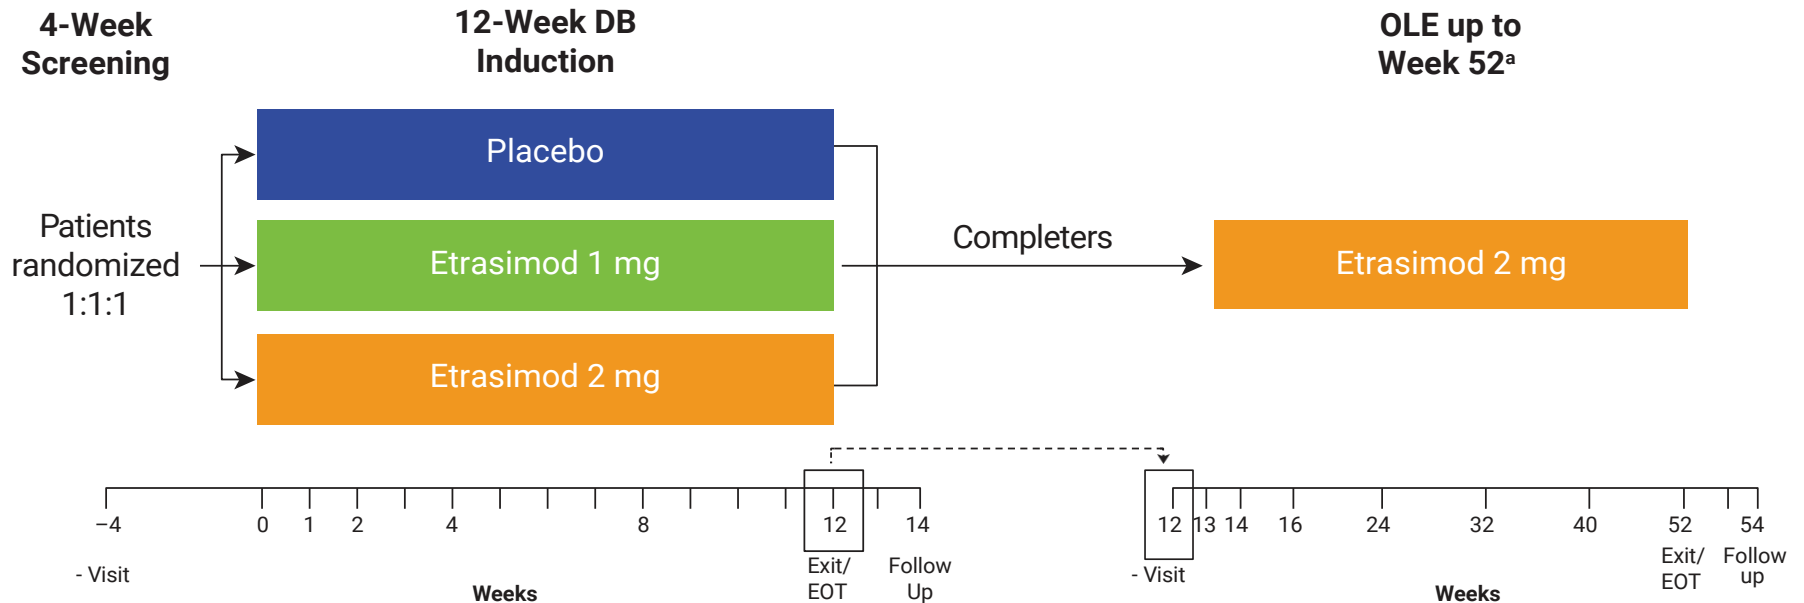 4-Week
Screening
12-Week DB
Induction
OLE up to
Week 52ᵃ
Patients
randomized
1:1:1
Placebo
Etrasimod 1 mg
Etrasimod 2 mg
Completers
Etrasimod 2 mg
−4 0 1 2 4 8 12 14
- Visit
Exit/
EOT
Follow
Up
Weeks
12 13 14 16 24 32 40 52 54
- Visit
Exit/
EOT
Follow
up
Weeks